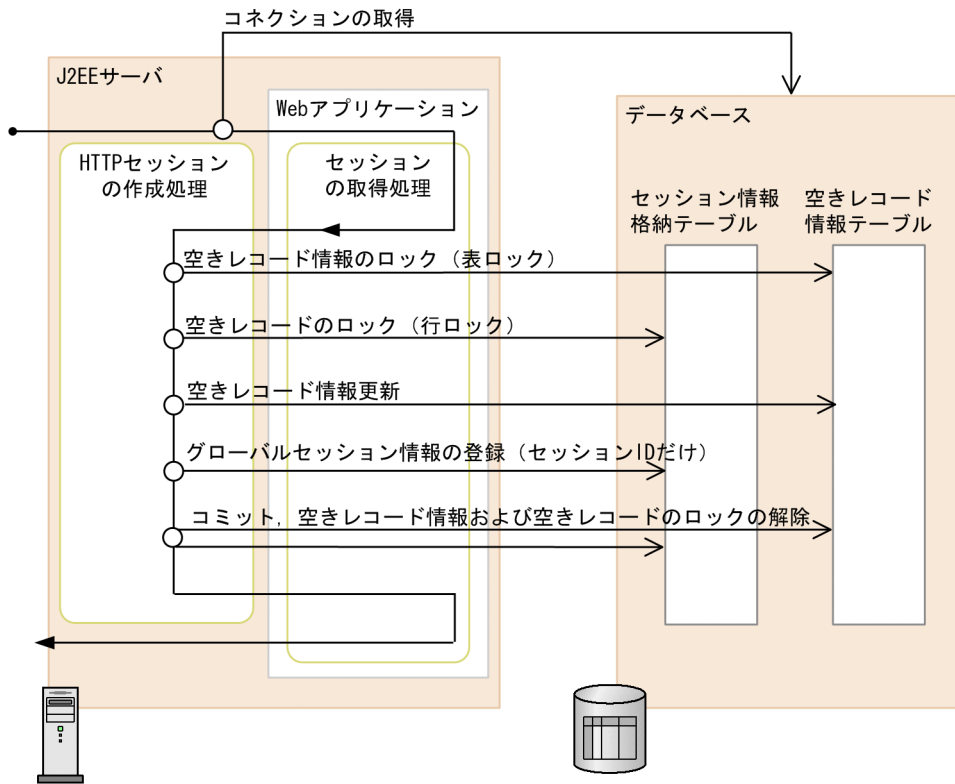 コネクションの取得
J2EEサーバ
Webアプリケーション
データベース
HTTPセッション
の作成処理
セッション
の取得処理
セッション情報
格納テーブル
空きレコード
情報テーブル
空きレコード情報のロック（表ロック）
空きレコードのロック（行ロック）
空きレコード情報更新
グローバルセッション情報の登録（セッションIDだけ）
コミット，空きレコード情報および空きレコードのロックの解除